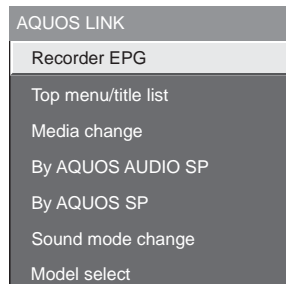 AQUOS LINK
Recorder EPG
Top menu/title list
Media change
By AQUOS AUDIO SP
By AQUOS SP
Sound mode change
Model select